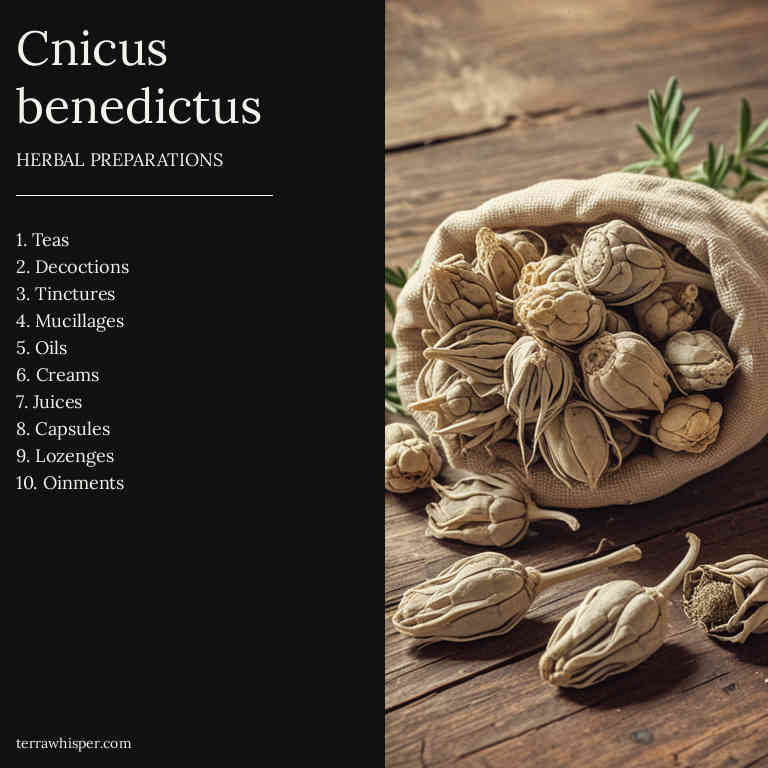 Cnicus
benedictus
HERBAL PREPARATIONS
1. Teas
2. Decoctions
3. Tinctures
4. Mucillages
5. Oils
6. Creams
7. Juices
8. Capsules
9. Lozenges
10. Oinments
terrawhisper.com